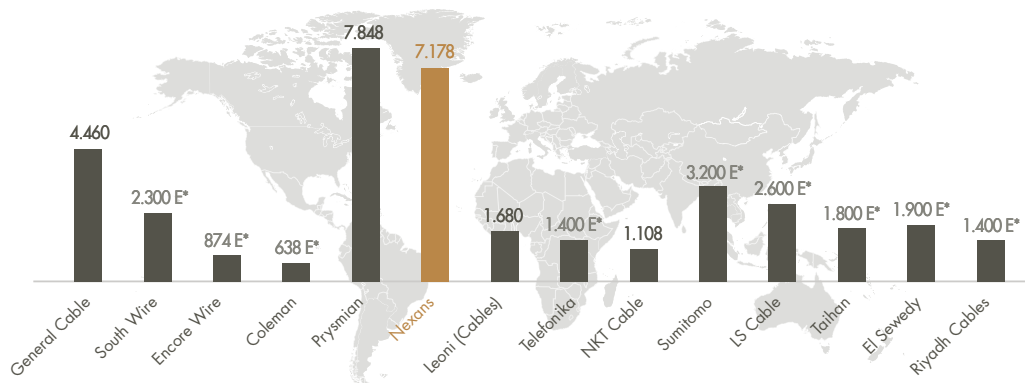 7.848
7.178
4.460
3.200 E*
2.600 E*
2.300 E*
1.680
1.400 E*
1.800 E*
1.900 E*
1.400 E*
874 E*
638 E*
1.108
General Cable
South Wire
Encore Wire
Coleman
Prysmian
Nexans
Leoni (Cables)
Telefonika
NKT Cable
Sumitomo
LS Cable
Taihan
El Sewedy
Riyadh Cables